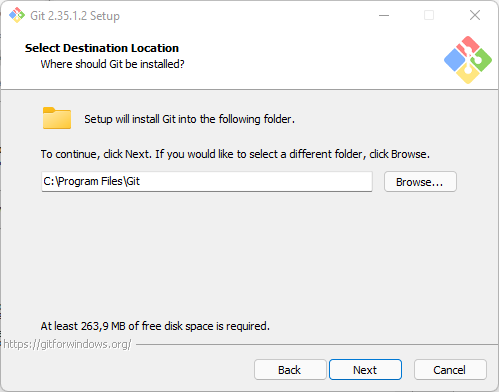 Git 2.35.1.2 Setup
Select Destination Location
Where should Git be installed?
Setup will install Git into the following folder.
To continue, click Next. If you would like to select a different folder, click Browse.
C:\Program Files\Git
Browse...
At least 263,9 MB of free disk space is required.
https://gitforwindows.org/
Back
Next
Cancel